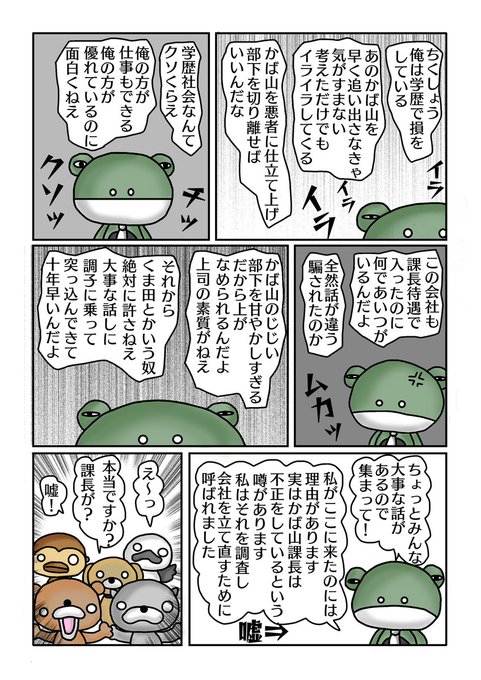 ちくしょう
俺は学歴で損を
している
あのかば山を
早く追い出さなきゃ
気がすまない
考えただけでも
イライラしてくる
かば山を悪者に仕立て上げ
部下を切り離せば
いいんだな
イラ
イラ
学歴社会なんて
クソくらえ
俺の方が
仕事もできる
俺の方が
優れているのに
面白くねえ
チッ
クソッ
この会社も
課長待遇で
入ったのに
何であいつが
いるんだよ
全然話が違う
騙されたのか
ムカッ
かば山のじじい
部下を甘やかしすぎる
だから上が
なめられるんだよ
上司の素質がねえ
それから
くま田とかいう奴
絶対に許さねえ
大事な話しに
調子に乗って
突っ込んできて
十年早いんだよ
ちょっとみんな
大事な話が
あるので
集まって！
私がここに来たのには
理由があります
実はかば山課長は
不正をしているという
噂があります
私はそれを調査し
会社を立て直すために
呼ばれました
嘘⇒
え～っ
本当ですか？
課長が？
嘘！